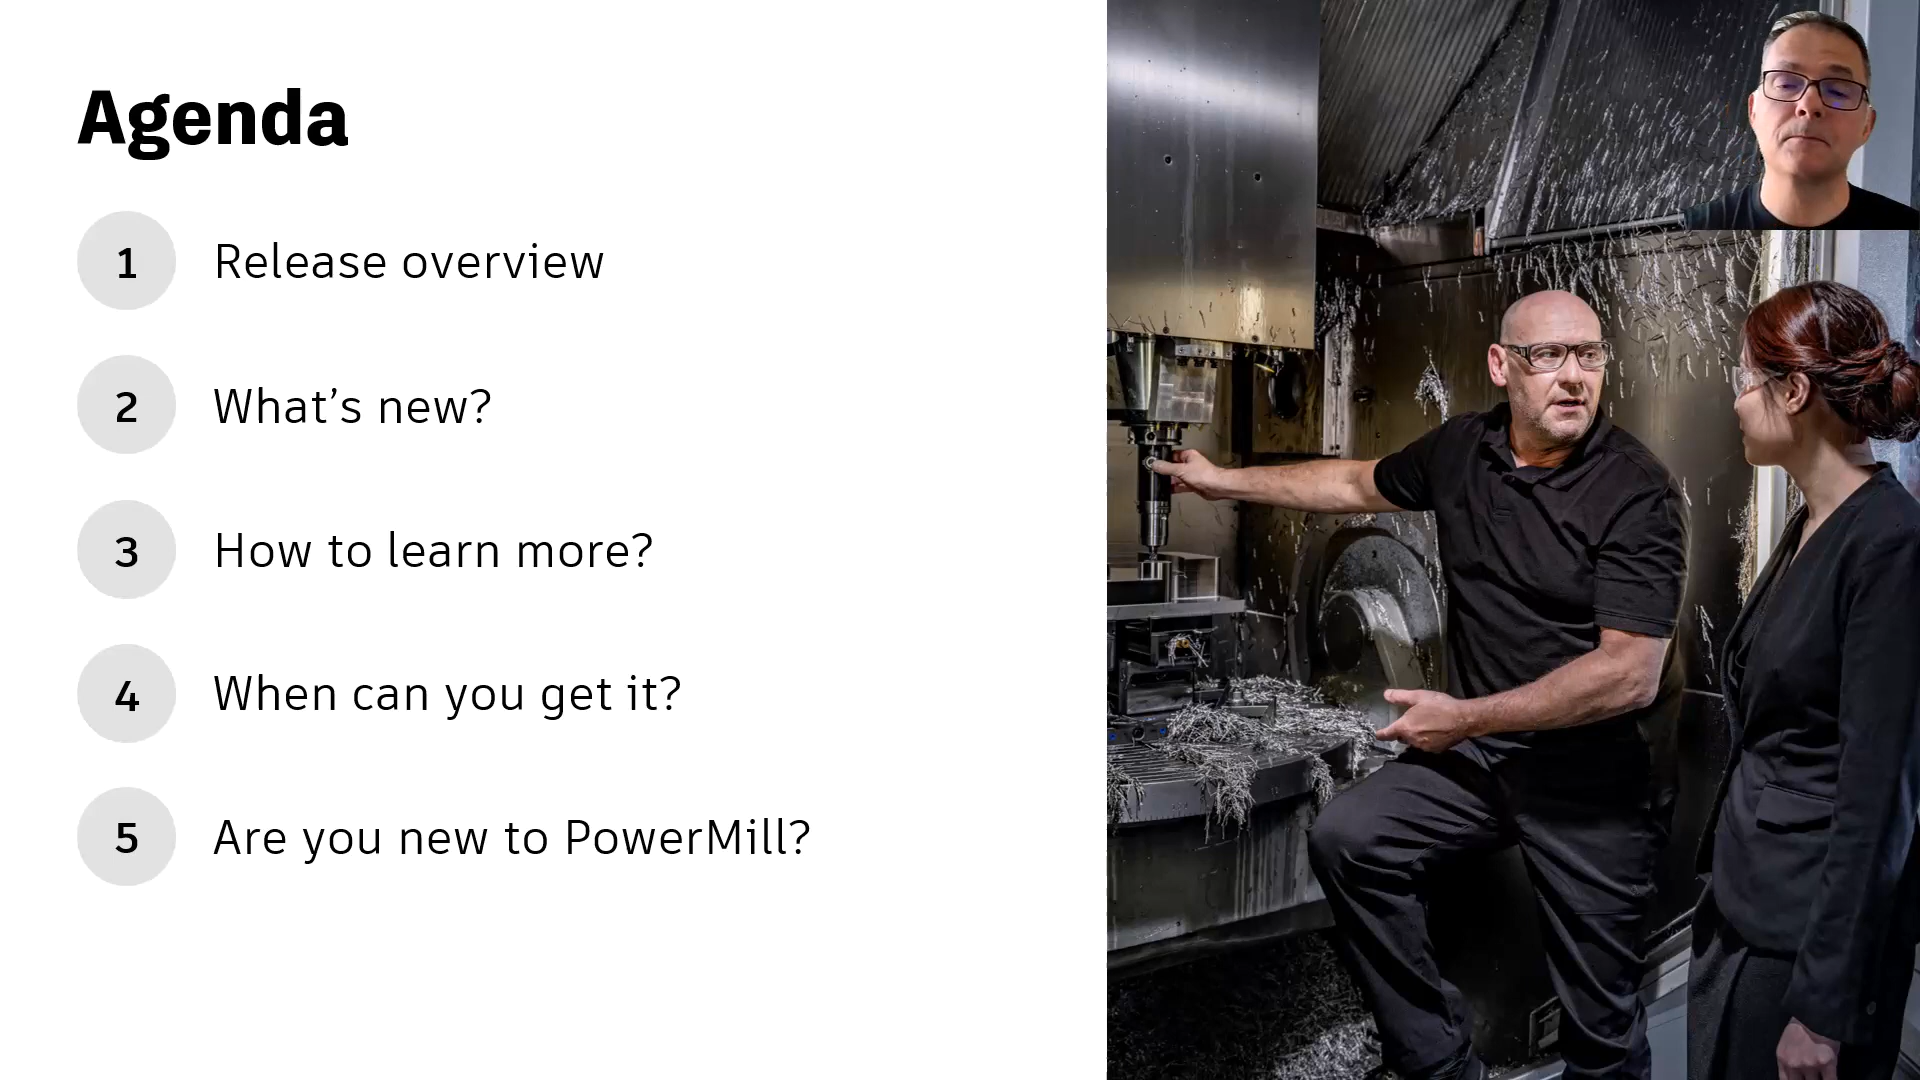 Agenda
1 Release overview
2 What’s new?
3 How to learn more?
4 When can you get it?
5 Are you new to PowerMill?